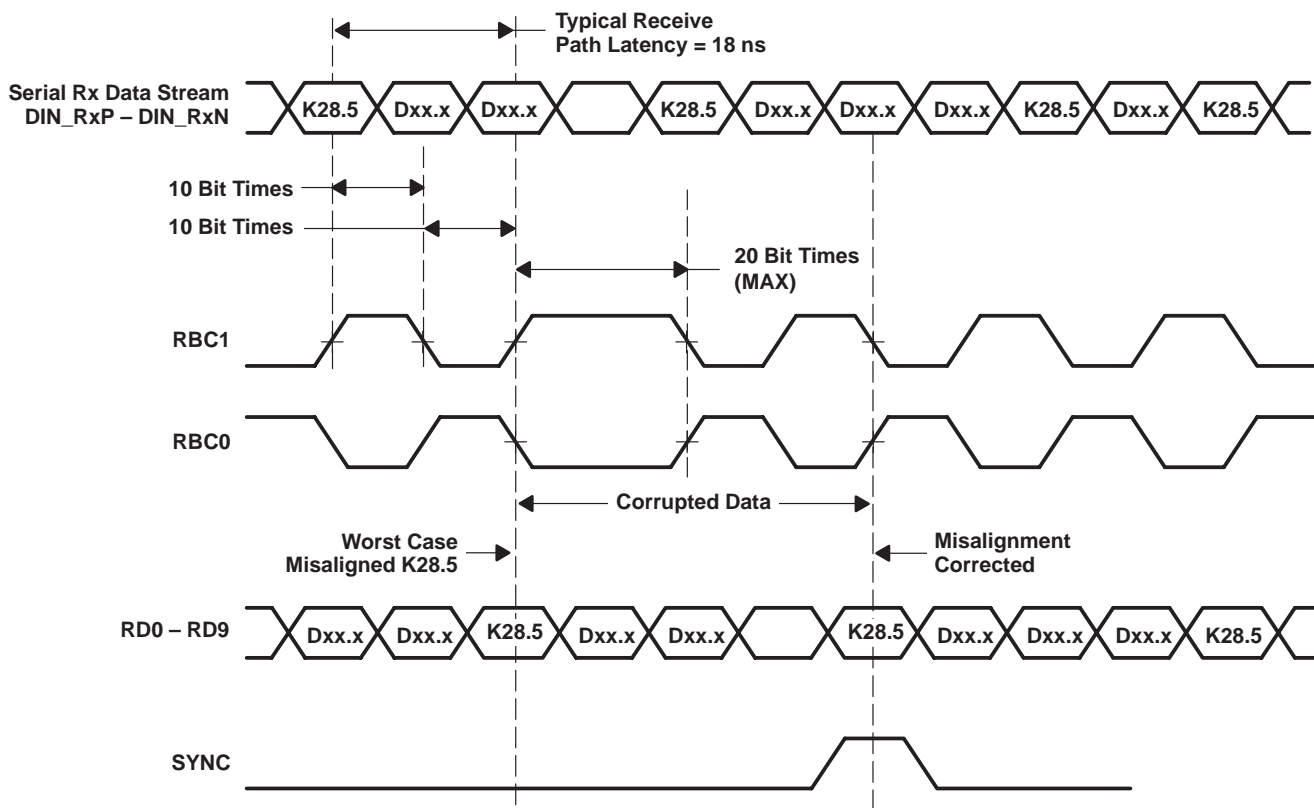 Typical Receive
Path Latency = 18 ns
Serial Rx Data Stream
DIN_RxP – DIN_RxN
K28.5 Dxx.x Dxx.x K28.5 Dxx.x Dxx.x Dxx.x K28.5 Dxx.x K28.5
10 Bit Times
10 Bit Times
20 Bit Times
(MAX)
RBC1
RBC0
Corrupted Data
Worst Case
Misaligned K28.5
Misalignment
Corrected
RD0 – RD9
Dxx.x Dxx.x K28.5 Dxx.x Dxx.x K28.5 Dxx.x Dxx.x Dxx.x K28.5
SYNC